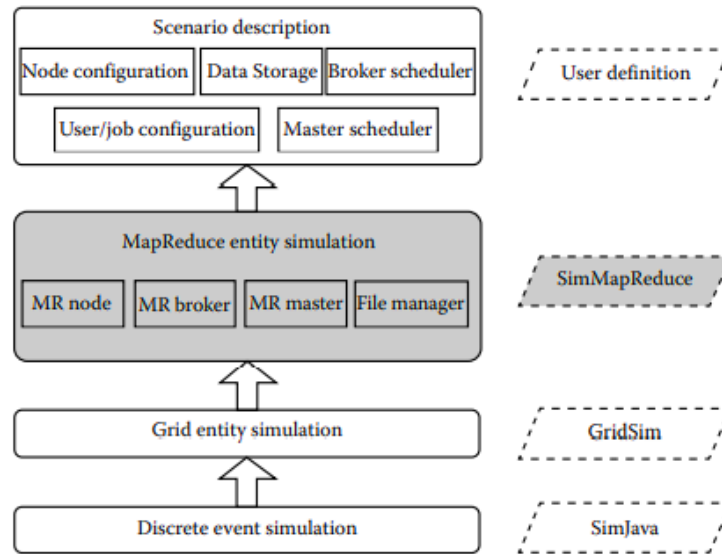 Scenario description
Node configuration
Data Storage
Broker scheduler
User definition
User/job configuration
Master scheduler
MapReduce entity simulation
MR node
MR broker
MR master
File manager
SimMapReduce
Grid entity simulation
GridSim
Discrete event simulation
SimJava